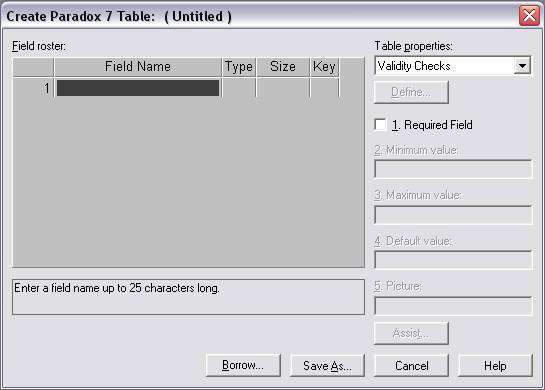 Create Paradox 7 Table: ( Untitled )
Field roster:
Field Name Type Size Key
1
Enter a field name up to 25 characters long.
Table properties:
Validity Checks
Define...
1. Required Field
2. Minimum value:
3. Maximum value:
4. Default value:
5. Picture:
Assist...
Borrow... Save As... Cancel Help